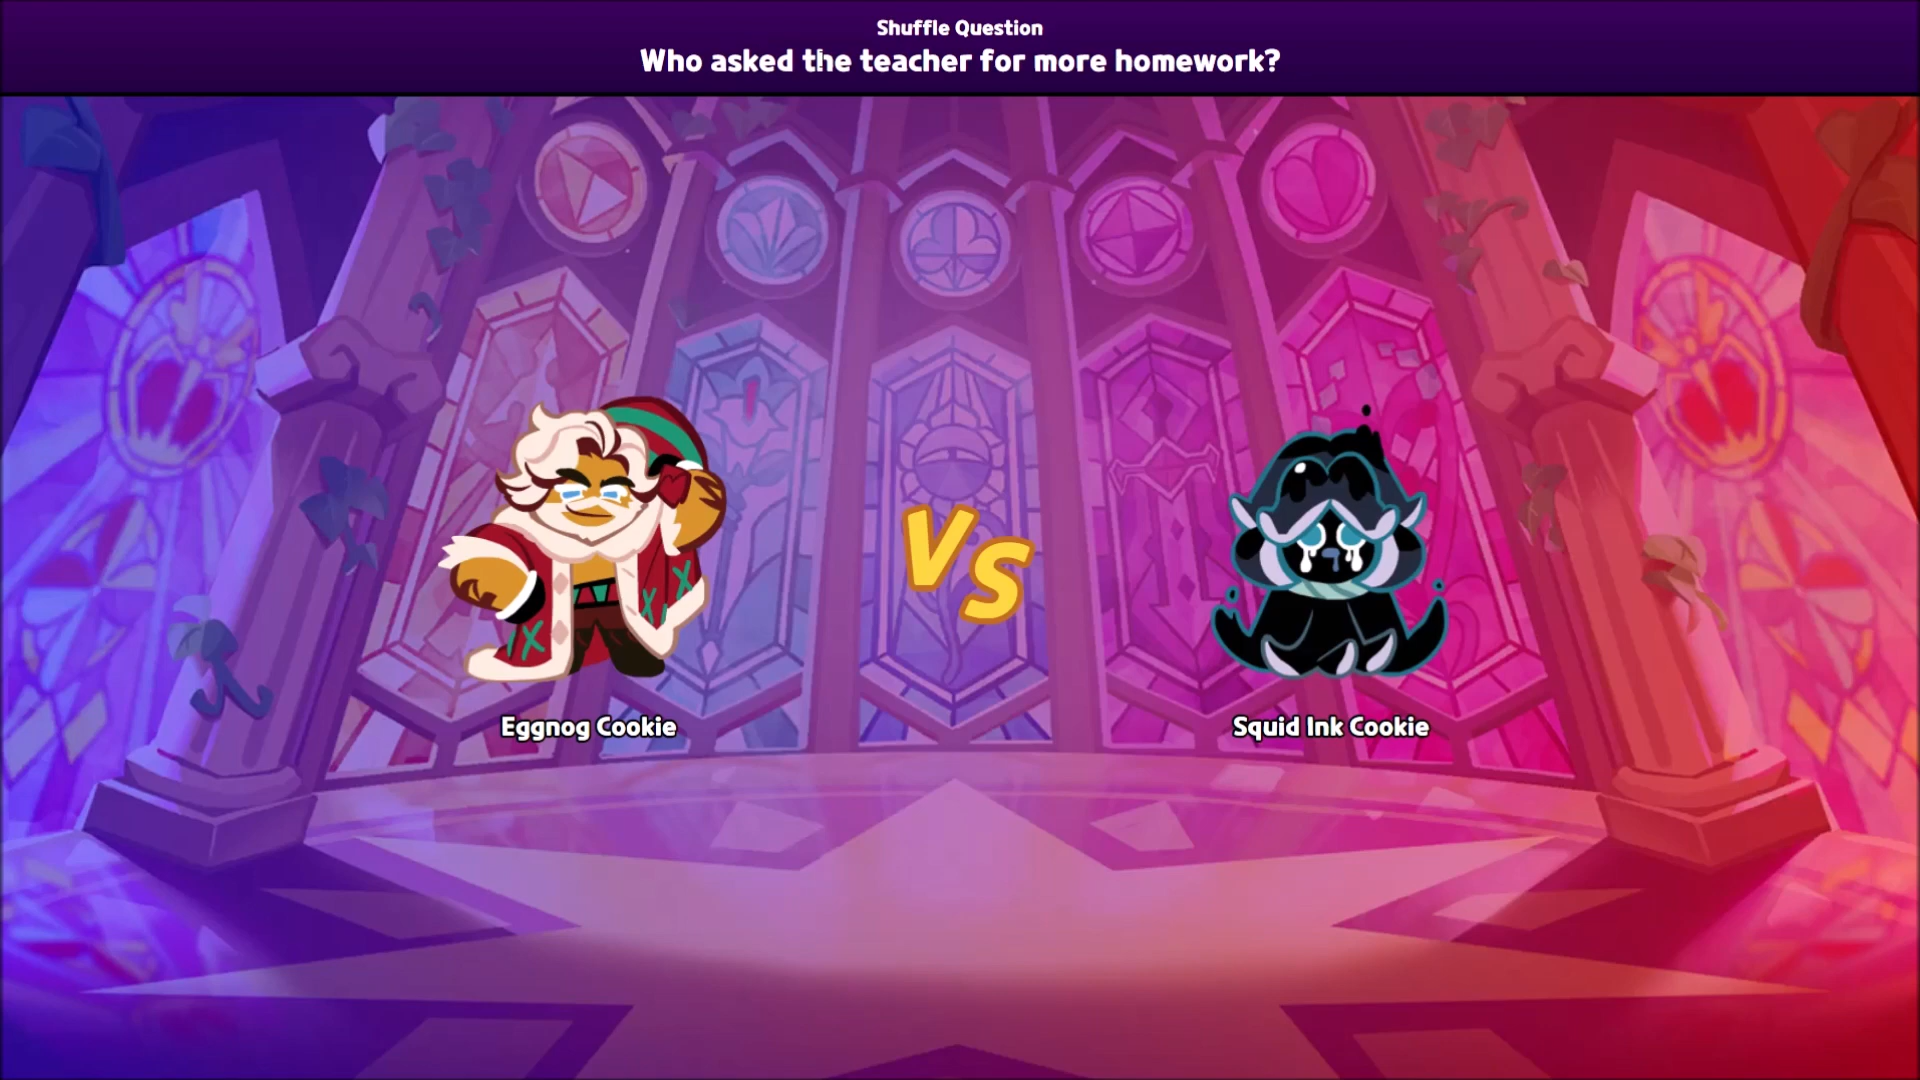 Shuffle Question
Who asked the teacher for more homework?
VS
Eggnog Cookie
Squid Ink Cookie